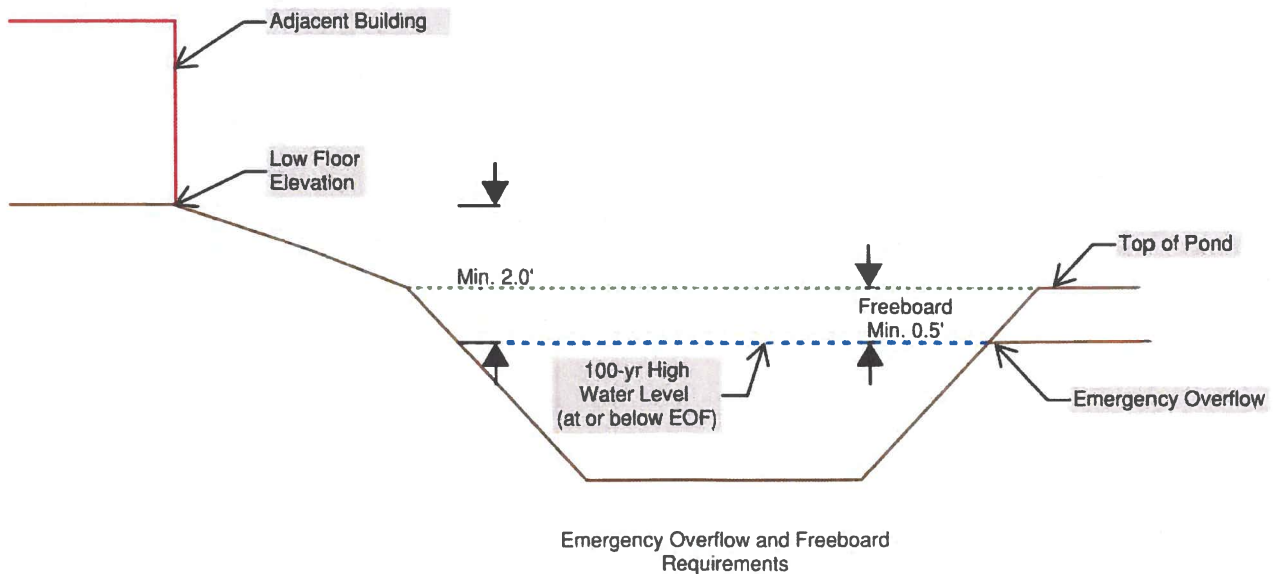 Adjacent Building
Low Floor
Elevation
Min. 2.0'
Top of Pond
Freeboard
Min. 0.5'
100-yr High
Water Level
(at or below EOF)
Emergency Overflow
Emergency Overflow and Freeboard
Requirements